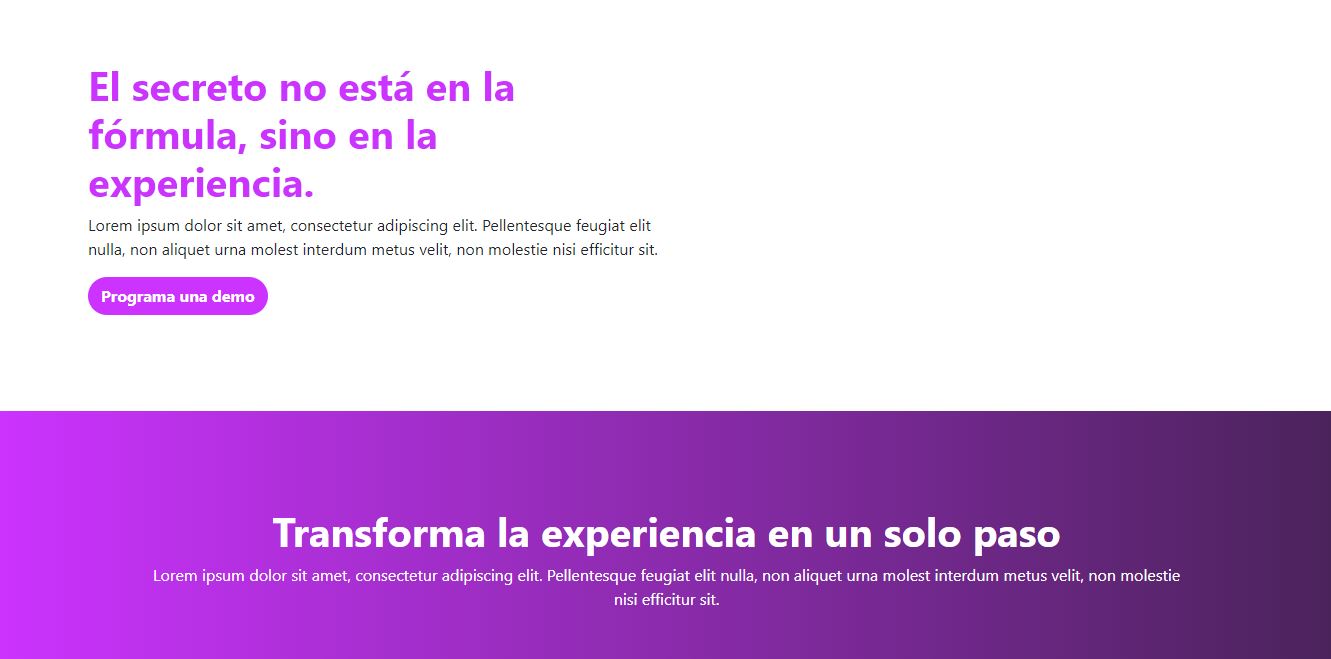 El secreto no está en la
fórmula, sino en la
experiencia.
Lorem ipsum dolor sit amet, consectetur adipiscing elit. Pellentesque feugiat elit
nulla, non aliquet urna molest interdum metus velit, non molestie nisi efficitur sit.
Programa una demo
Transforma la experiencia en un solo paso
Lorem ipsum dolor sit amet, consectetur adipiscing elit. Pellentesque feugiat elit nulla, non aliquet urna molest interdum metus velit, non molestie
nisi efficitur sit.